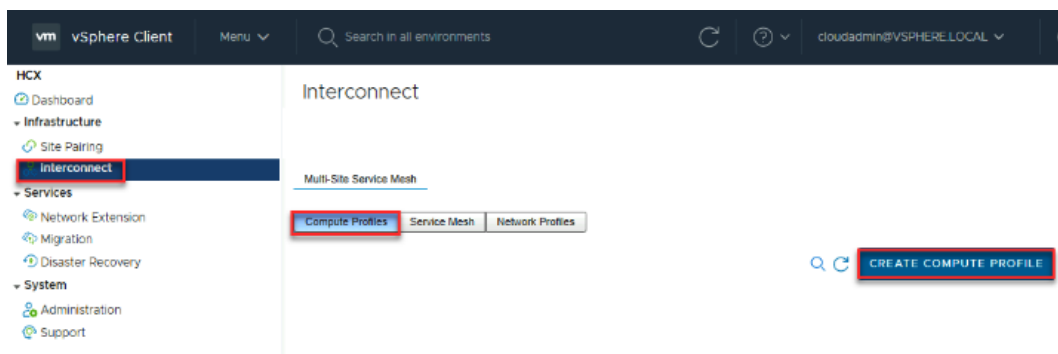 vm vSphere Client Menu Search in all environments cloudadmin@VSPHERE.LOCAL
HCX
Dashboard
Infrastructure
Site Pairing
Interconnect
Services
Network Extension
Migration
Disaster Recovery
System
Administration
Support
Interconnect
Multi-Site Service Mesh
Compute Profiles Service Mesh Network Profiles
CREATE COMPUTE PROFILE